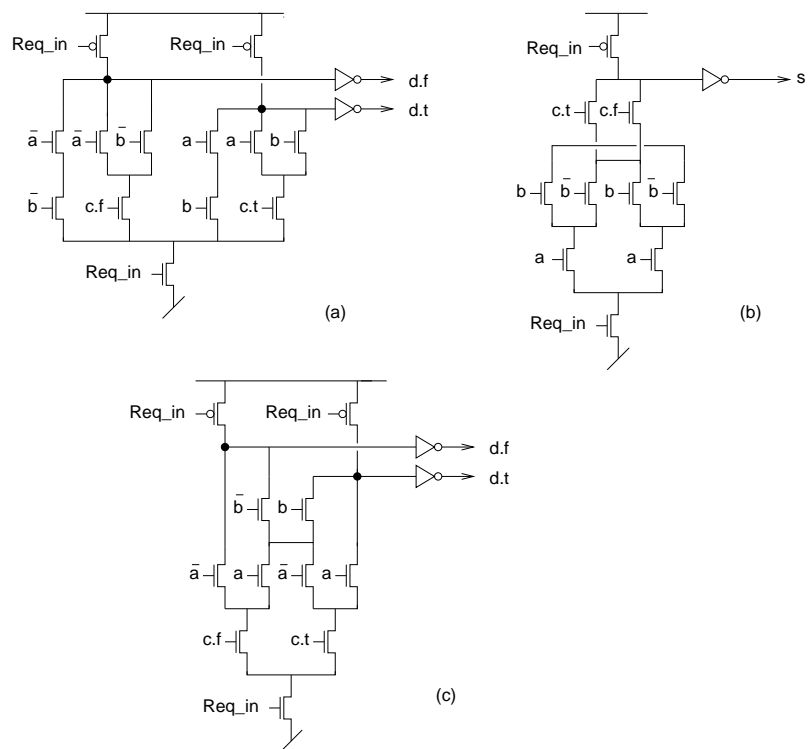 Req_in Req_in
d.f
d.t
a̅ a̅ b̅ a a b
b̅ c.f b c.t
Req_in
(a)
Req_in
s
c.t c.f
b b̅ b b̅
a a
Req_in
(b)
Req_in Req_in
d.f
d.t
b̅ b
a̅ a a̅ a
c.f c.t
Req_in
(c)